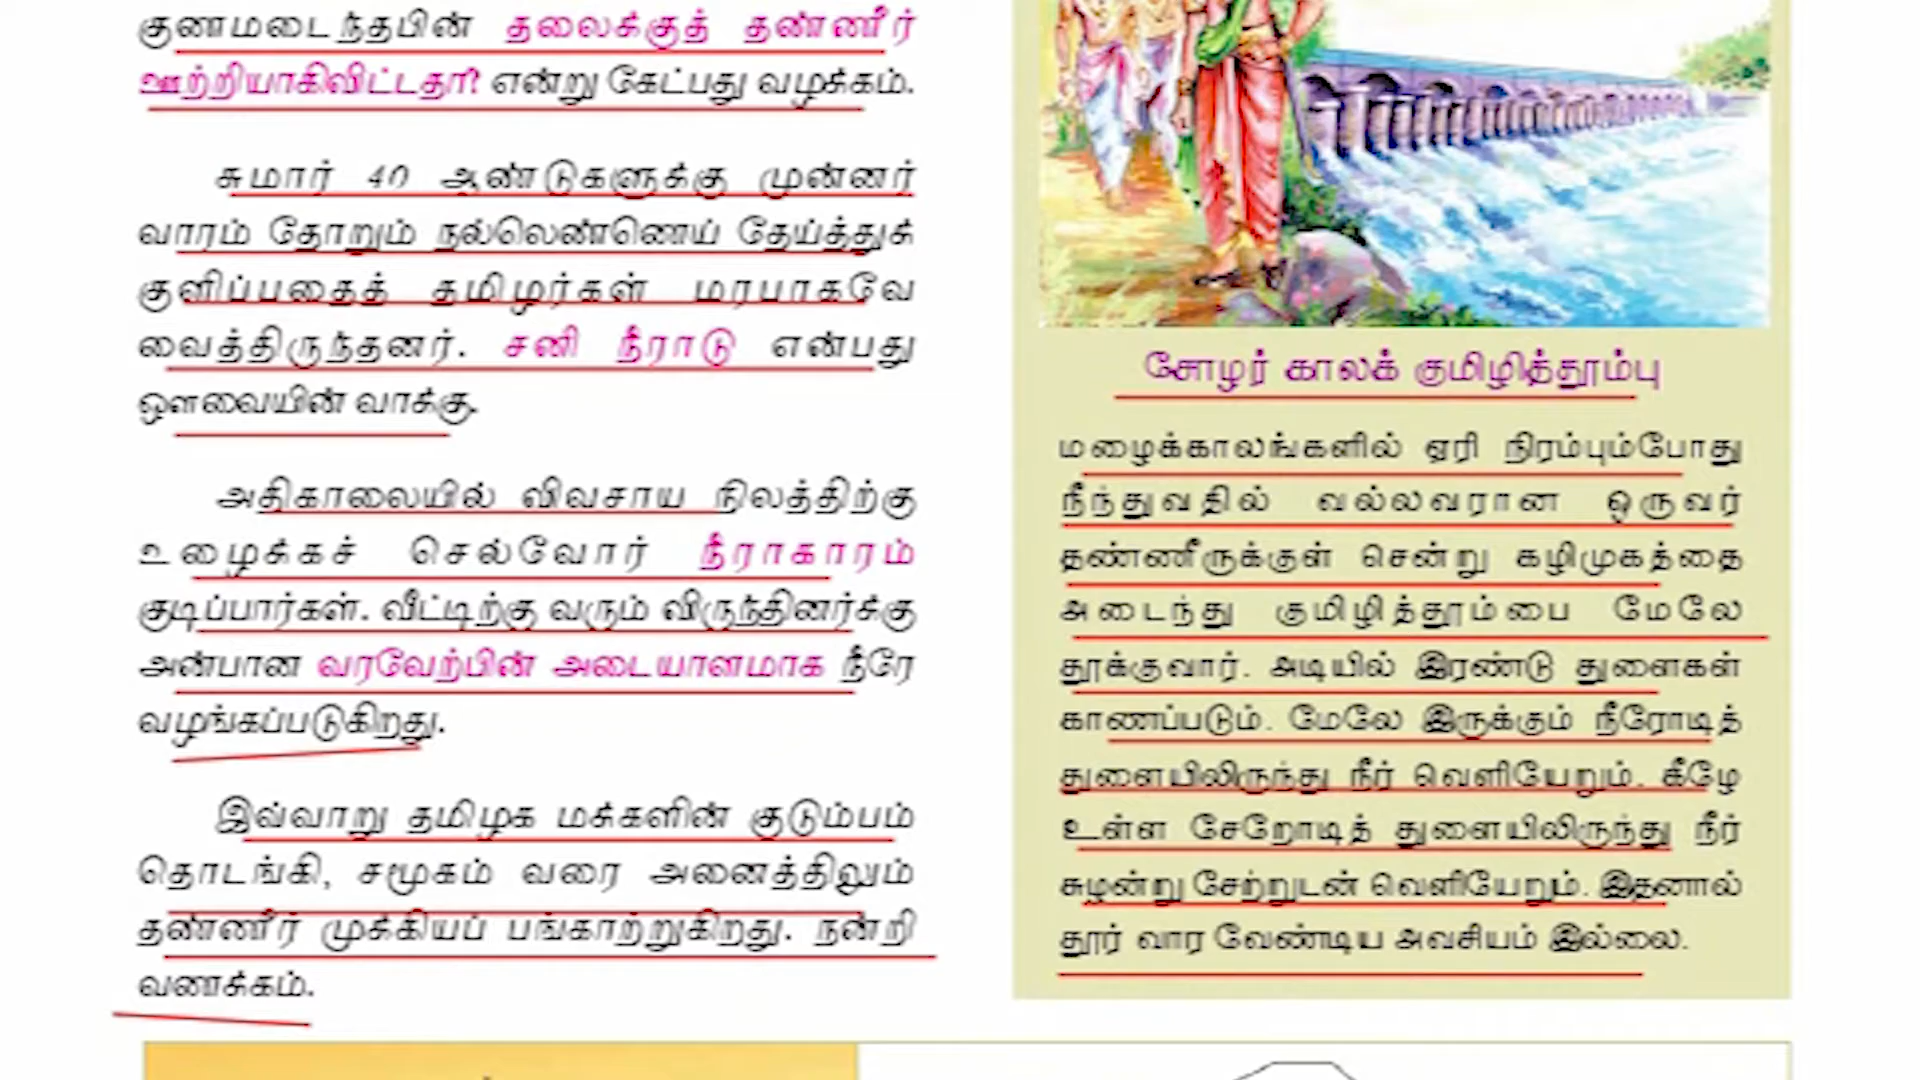 குணமடைந்தபின் தலைக்குத் தண்ணீர்
ஊற்றியாகிவிட்டதா? என்று கேட்பது வழக்கம்.
சுமார் 40 ஆண்டுகளுக்கு முன்னர்
வாரம் தோறும் நல்லெண்ணெய் தேய்த்துக்
குளிப்பதைத் தமிழர்கள் மரபாகவே
வைத்திருந்தனர். சனி நீராடு என்பது
ஔவையின் வாக்கு.
அதிகாலையில் விவசாய நிலத்திற்கு
உழைக்கச் செல்வோர் நீராகாரம்
குடிப்பார்கள். வீட்டிற்கு வரும் விருந்தினர்க்கு
அன்பான வரவேற்பின் அடையாளமாக நீரே
வழங்கப்படுகிறது.
இவ்வாறு தமிழக மக்களின் குடும்பம்
தொடங்கி, சமூகம் வரை அனைத்திலும்
தண்ணீர் முக்கியப் பங்காற்றுகிறது. நன்றி
வணக்கம்.
சோழர் காலக் குமிழித்தூம்பு
மழைக்காலங்களில் ஏரி நிரம்பும்போது
நீந்துவதில் வல்லவரான ஒருவர்
தண்ணீருக்குள் சென்று கழிமுகத்தை
அடைந்து குமிழித்தூம்பை மேலே
தூக்குவார். அடியில் இரண்டு துளைகள்
காணப்படும். மேலே இருக்கும் நீரோடித்
துளையிலிருந்து நீர் வெளியேறும். கீழே
உள்ள சேறோடித் துளையிலிருந்து நீர்
சுழன்று சேற்றுடன் வெளியேறும். இதனால்
தூர் வார வேண்டிய அவசியம் இல்லை.